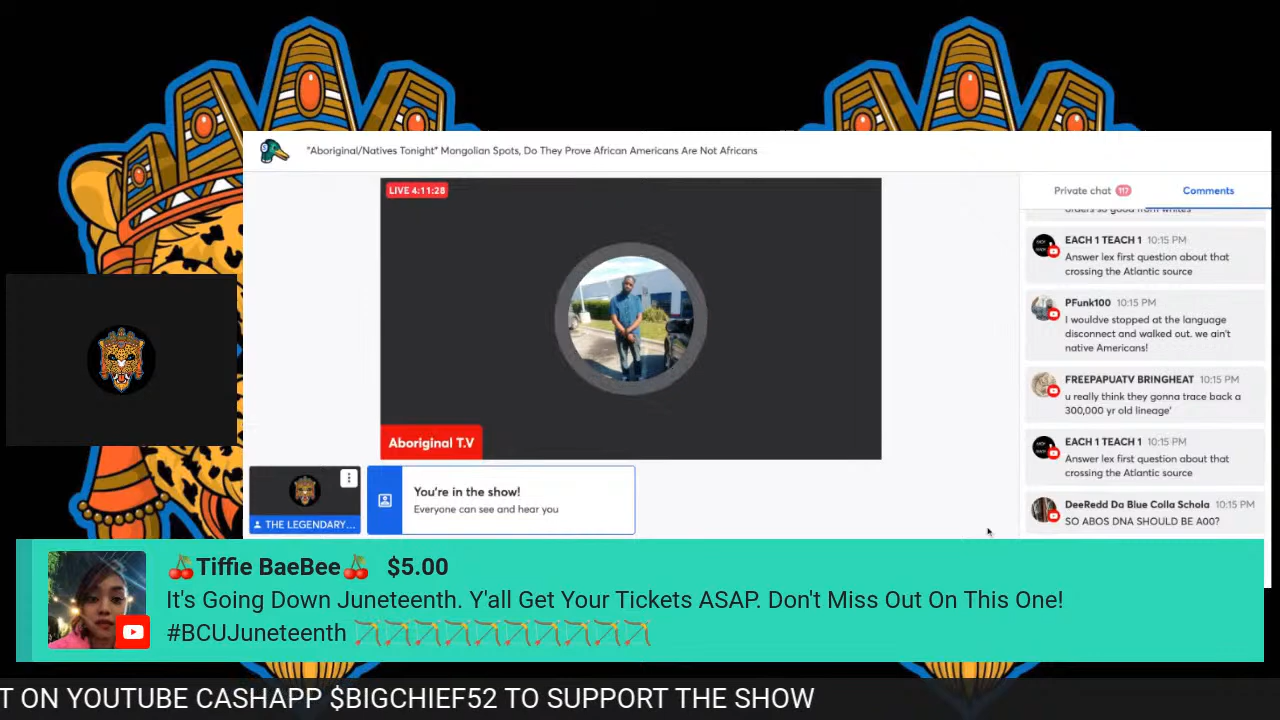 "Aboriginal/Natives Tonight" Mongolian Spots, Do They Prove African Americans Are Not Africans
LIVE 4:11:28
Aboriginal T.V
THE LEGENDARY...
You're in the show!
Everyone can see and hear you
Private chat 117
Comments
EACH 1 TEACH 1 10:15 PM
Answer lex first question about that
crossing the Atlantic source
PFunk100 10:15 PM
I wouldve stopped at the language
disconnect and walked out. we ain't
native Americans!
FREEPAPUATV BRINGHEAT 10:15 PM
u really think they gonna trace back a
300,000 yr old lineage'
EACH 1 TEACH 1 10:15 PM
Answer lex first question about that
crossing the Atlantic source
DeeRedd Da Blue Colla Schola 10:15 PM
SO ABOS DNA SHOULD BE A00?
🍒Tiffie BaeBee🍒 $5.00
It's Going Down Juneteenth. Y'all Get Your Tickets ASAP. Don't Miss Out On This One!
#BCUJuneteenth 🏹🏹🏹🏹🏹🏹🏹🏹🏹🏹
T ON YOUTUBE CASHAPP $BIGCHIEF52 TO SUPPORT THE SHOW